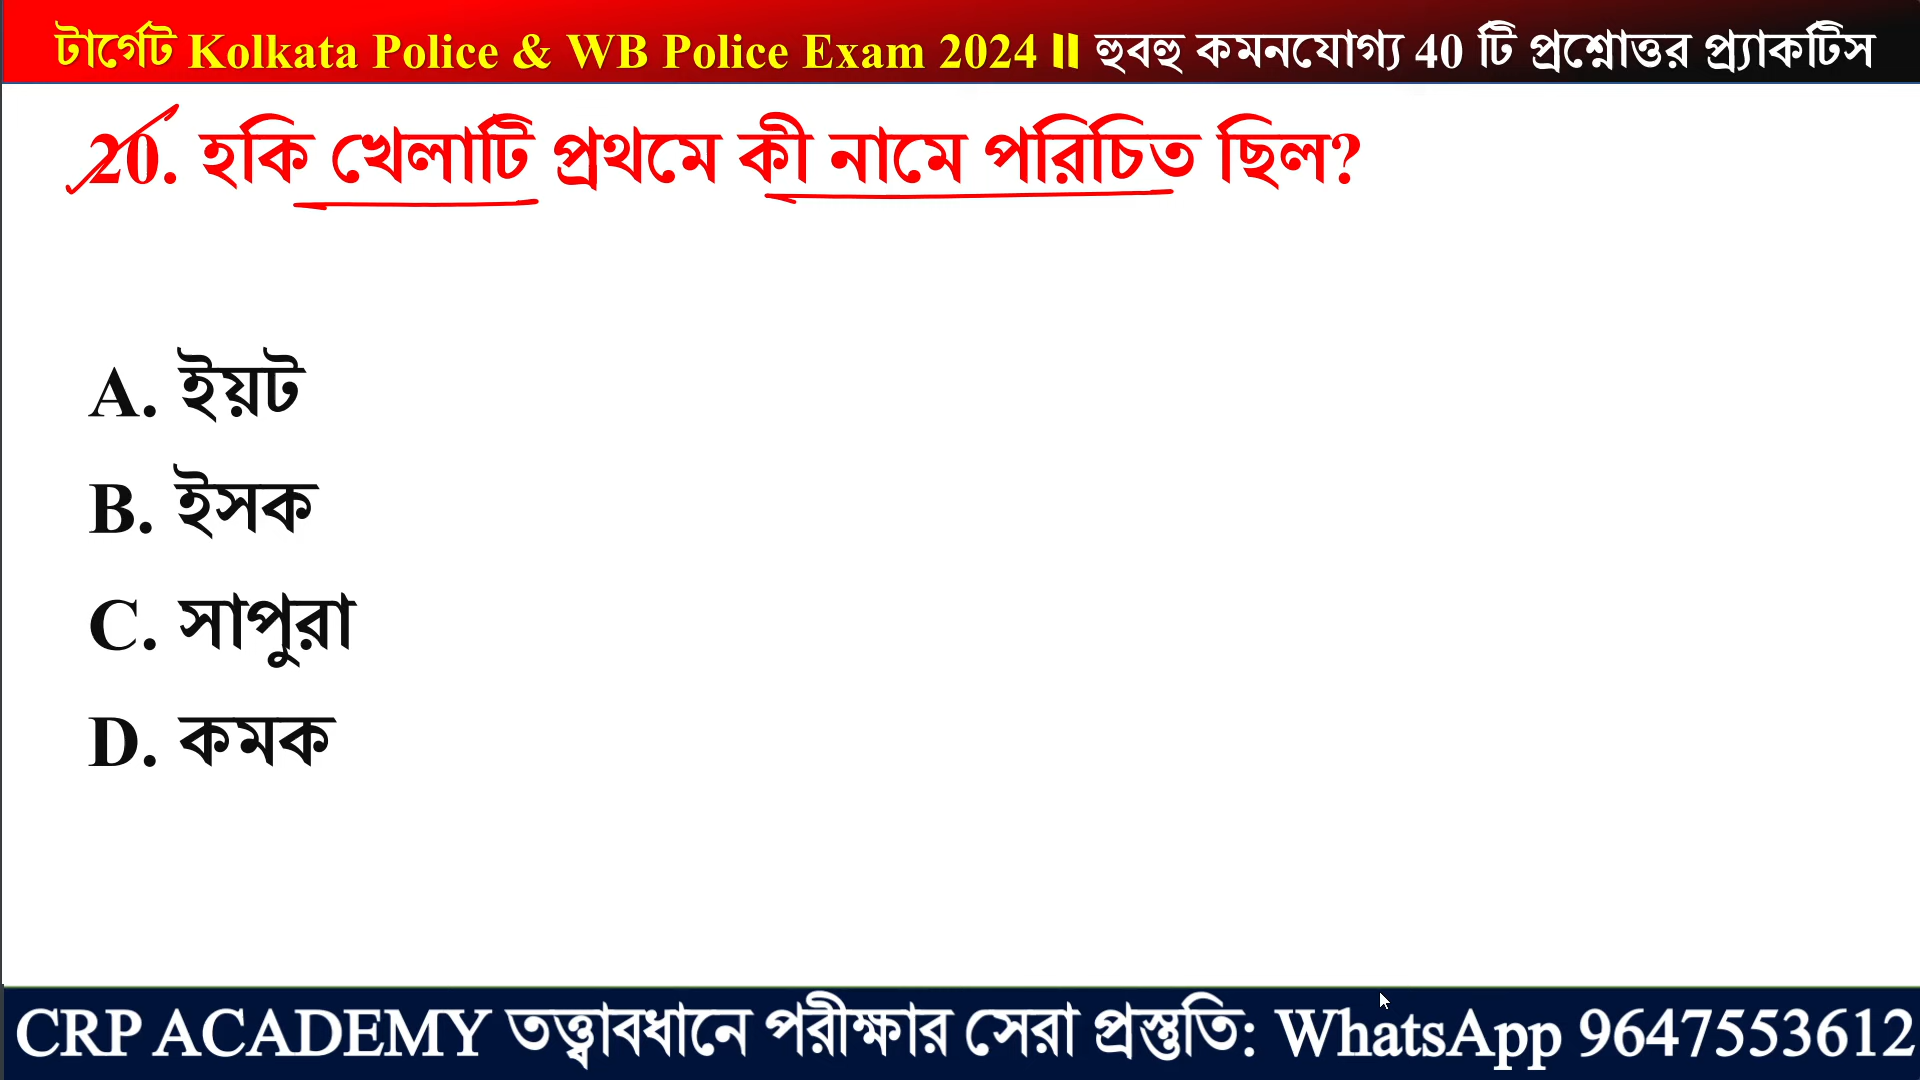 টার্গেট Kolkata Police & WB Police Exam 2024 ॥ হুবহু কমনযোগ্য 40 টি প্রশ্নোত্তর প্র্যাকটিস
20. হকি খেলাটি প্রথমে কী নামে পরিচিত ছিল?
A. ইয়ট
B. ইসক
C. সাপুরা
D. কমক
CRP ACADEMY তত্ত্বাবধানে পরীক্ষার সেরা প্রস্তুতি: WhatsApp 9647553612